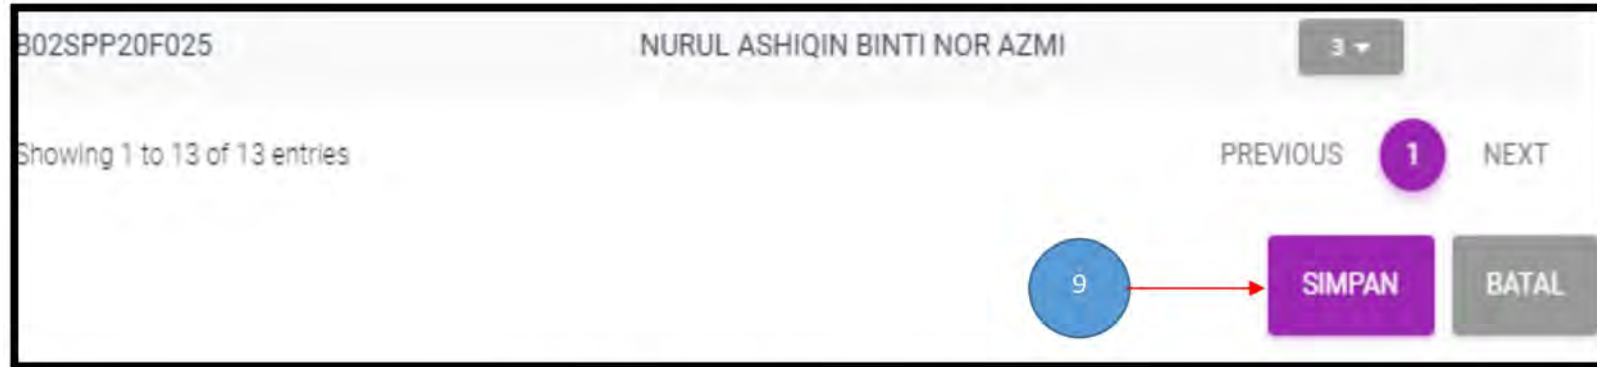 B02SPP20F025 NURUL ASHIQIN BINTI NOR AZMI 3
Showing 1 to 13 of 13 entries PREVIOUS 1 NEXT
9 SIMPAN BATAL